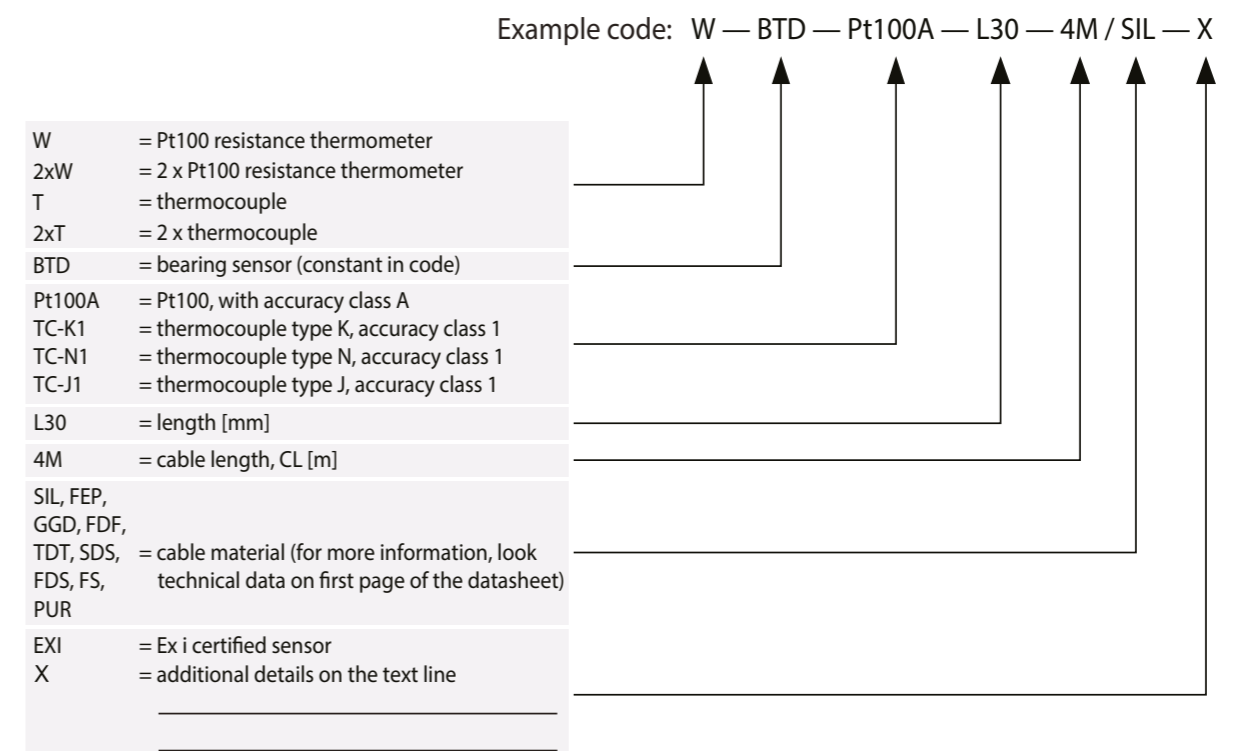 Example code: W — BTD — Pt100A — L30 — 4M / SIL — X
W = Pt100 resistance thermometer
2xW = 2 x Pt100 resistance thermometer
T = thermocouple
2xT = 2 x thermocouple
BTD = bearing sensor (constant in code)
Pt100A = Pt100, with accuracy class A
TC-K1 = thermocouple type K, accuracy class 1
TC-N1 = thermocouple type N, accuracy class 1
TC-J1 = thermocouple type J, accuracy class 1
L30 = length [mm]
4M = cable length, CL [m]
SIL, FEP,
GGD, FDF,
TDT, SDS, = cable material (for more information, look
FDS, FS, technical data on first page of the datasheet)
PUR
EXI = Ex i certified sensor
X = additional details on the text line